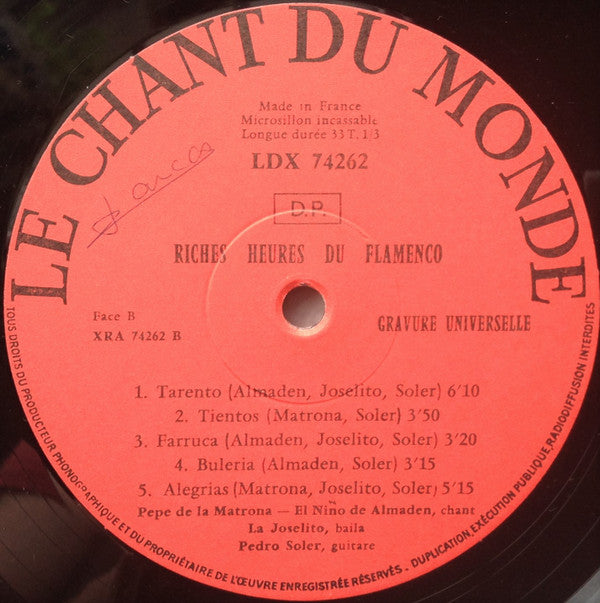 LE CHANT DU MONDE
Made in France
Microsillon incassable
Longue durée 33 T. 1/3
LDX 74262
D.P.
RICHES HEURES DU FLAMENCO
Face B
XRA 74262 B
GRAVURE UNIVERSELLE
1. Tarento (Almaden, Joselito, Soler) 6'10
2. Tientos (Matrona, Soler) 3'50
3. Farruca (Almaden, Joselito, Soler) 3'20
4. Buleria (Almaden, Soler) 3'15
5. Alegrias (Matrona, Joselito, Soler) 5'15
Pepe de la Matrona — El Niño de Almaden, chant
La Joselito, baila
Pedro Soler, guitare
TOUS DROITS DU PRODUCTEUR PHONOGRAPHIQUE ET DU PROPRIÉTAIRE DE L'ŒUVRE ENREGISTRÉE RÉSERVÉS - DUPLICATION, EXÉCUTION PUBLIQUE, RADIODIFFUSION INTERDITES